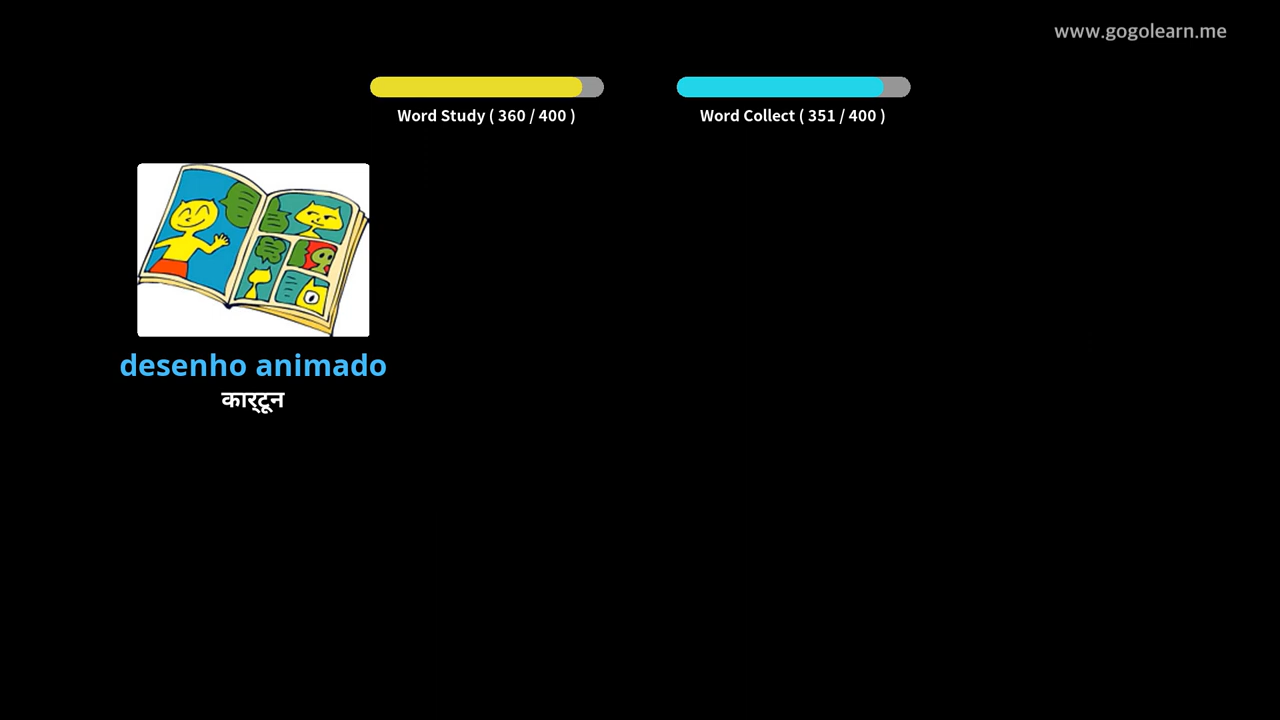 www.gogolearn.me
Word Study ( 360 / 400 )
Word Collect ( 351 / 400 )
desenho animado
कार्‍टून